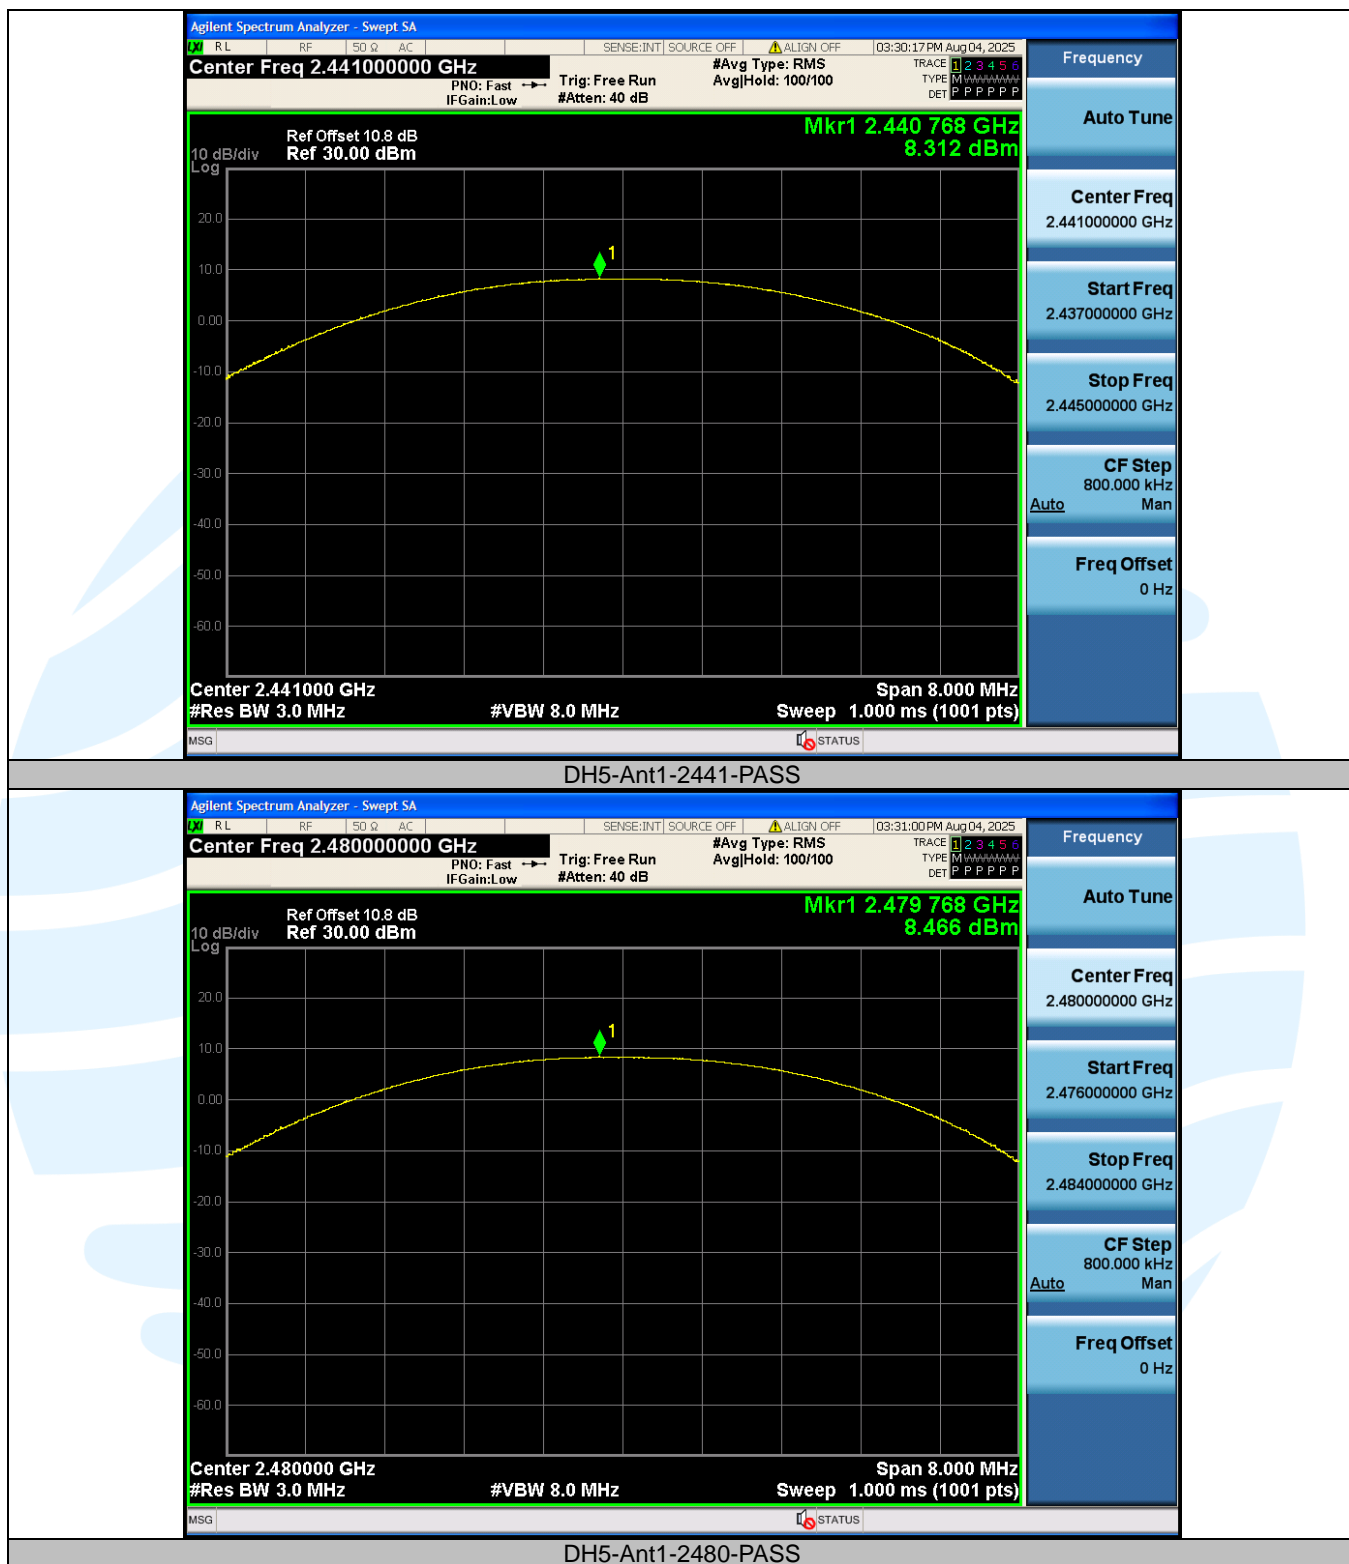 Agilent Spectrum Analyzer - Swept SA
LXI RL RF 50 Ω AC SENSE:INT SOURCE OFF ALIGN OFF 03:30:17 PM Aug 04, 2025
Center Freq 2.441000000 GHz
PNO: Fast
IFGain:Low
Trig: Free Run
#Atten: 40 dB
#Avg Type: RMS
Avg|Hold: 100/100
TRACE 1 2 3 4 5 6
TYPE M WWWWW
DET P P P P P P
Frequency
Mkr1 2.440 768 GHz
8.312 dBm
Ref Offset 10.8 dB
10 dB/div Ref 30.00 dBm
Log
20.0
10.0
0.00
-10.0
-20.0
-30.0
-40.0
-50.0
-60.0
1
Center 2.441000 GHz
Span 8.000 MHz
#Res BW 3.0 MHz
#VBW 8.0 MHz
Sweep 1.000 ms (1001 pts)
Auto Tune
Center Freq
2.441000000 GHz
Start Freq
2.437000000 GHz
Stop Freq
2.445000000 GHz
CF Step
800.000 kHz
Auto Man
Freq Offset
0 Hz
MSG STATUS
DH5-Ant1-2441-PASS
Agilent Spectrum Analyzer - Swept SA
LXI RL RF 50 Ω AC SENSE:INT SOURCE OFF ALIGN OFF 03:31:00 PM Aug 04, 2025
Center Freq 2.480000000 GHz
PNO: Fast
IFGain:Low
Trig: Free Run
#Atten: 40 dB
#Avg Type: RMS
Avg|Hold: 100/100
TRACE 1 2 3 4 5 6
TYPE M WWWWW
DET P P P P P P
Frequency
Mkr1 2.479 768 GHz
8.466 dBm
Ref Offset 10.8 dB
10 dB/div Ref 30.00 dBm
Log
20.0
10.0
0.00
-10.0
-20.0
-30.0
-40.0
-50.0
-60.0
1
Center 2.480000 GHz
Span 8.000 MHz
#Res BW 3.0 MHz
#VBW 8.0 MHz
Sweep 1.000 ms (1001 pts)
Auto Tune
Center Freq
2.480000000 GHz
Start Freq
2.476000000 GHz
Stop Freq
2.484000000 GHz
CF Step
800.000 kHz
Auto Man
Freq Offset
0 Hz
MSG STATUS
DH5-Ant1-2480-PASS